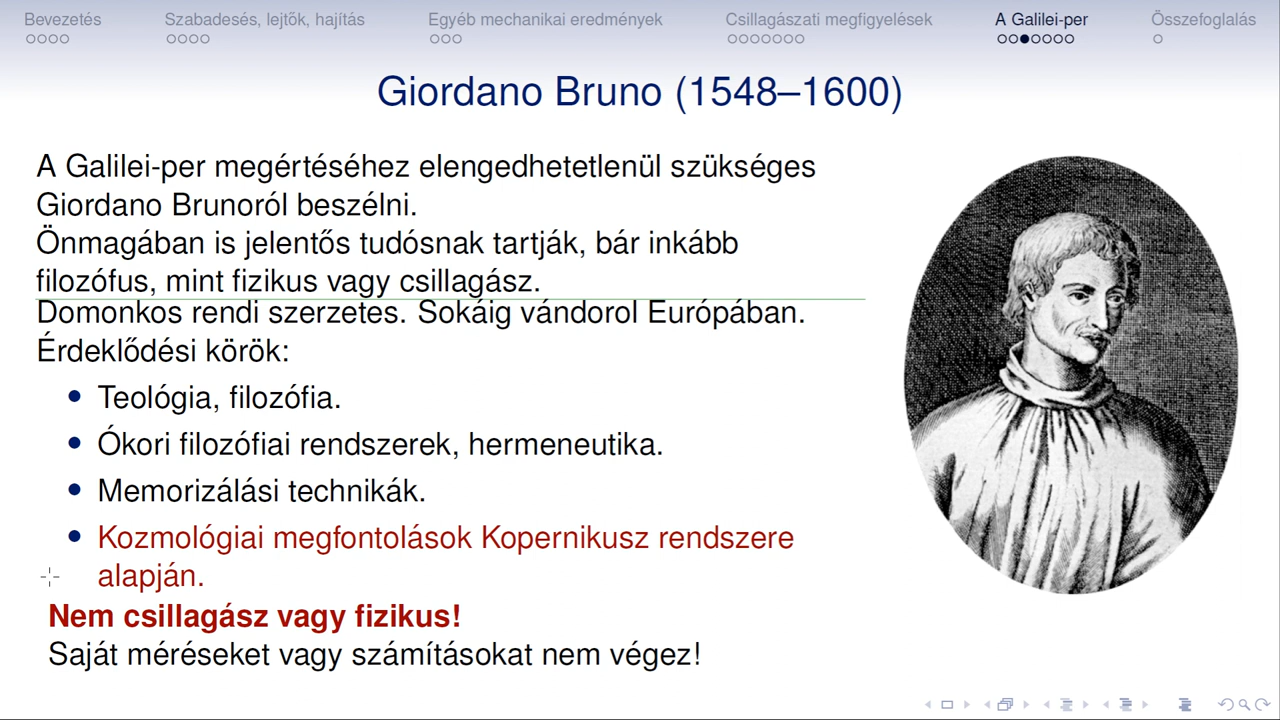 Bevezetés Szabadesés, lejtők, hajítás Egyéb mechanikai eredmények Csillagászati megfigyelések A Galilei-per Összefoglalás
Giordano Bruno (1548–1600)
A Galilei-per megértéséhez elengedhetetlenül szükséges
Giordano Brunoról beszélni.
Önmagában is jelentős tudósnak tartják, bár inkább
filozófus, mint fizikus vagy csillagász.
Domonkos rendi szerzetes. Sokáig vándorol Európában.
Érdeklődési körök:
Teológia, filozófia.
Ókori filozófiai rendszerek, hermeneutika.
Memorizálási technikák.
Kozmológiai megfontolások Kopernikusz rendszere
alapján.
Nem csillagász vagy fizikus!
Saját méréseket vagy számításokat nem végez!